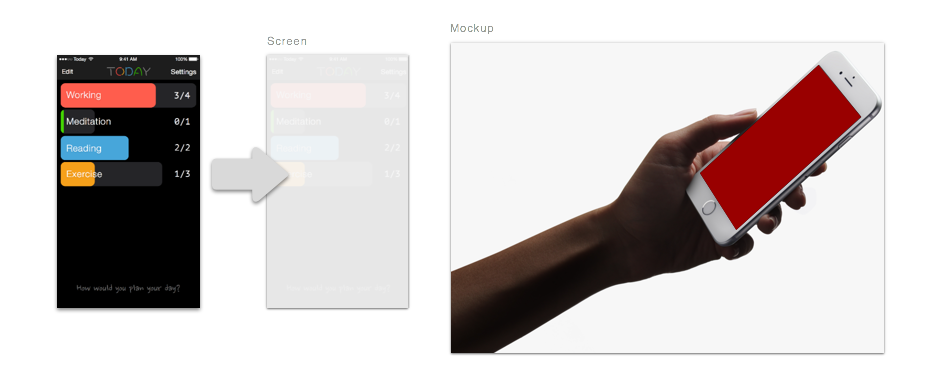 Screen
Mockup
●●●○○ Today 9:41 AM 100%
Edit TODAY Settings
Working 3/4
Meditation 0/1
Reading 2/2
Exercise 1/3
How would you plan your day?
Edit TODAY Settings
Working 3/4
Meditation 0/1
Reading 2/2
Exercise 1/3
How would you plan your day?